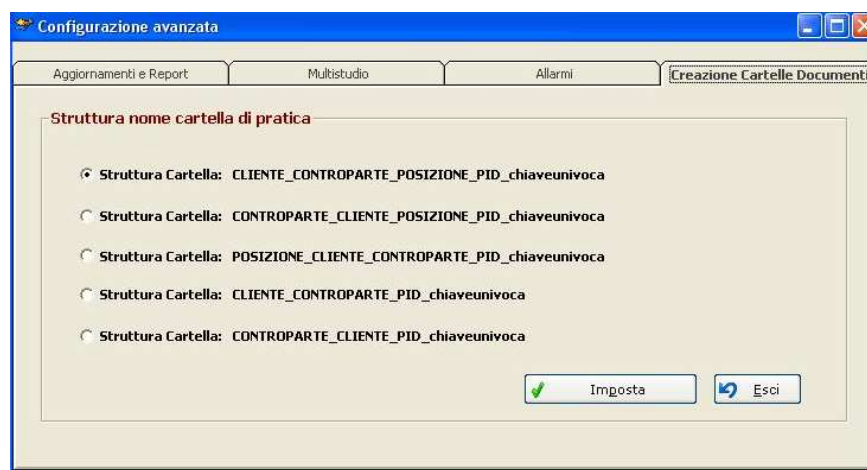 Configurazione avanzata
Aggiornamenti e Report
Multistudio
Allarmi
Creazione Cartelle Documenti
Struttura nome cartella di pratica
Struttura Cartella: CLIENTE_CONTROPARTE_POSIZIONE_PID_chiaveunivoca
Struttura Cartella: CONTROPARTE_CLIENTE_POSIZIONE_PID_chiaveunivoca
Struttura Cartella: POSIZIONE_CLIENTE_CONTROPARTE_PID_chiaveunivoca
Struttura Cartella: CLIENTE_CONTROPARTE_PID_chiaveunivoca
Struttura Cartella: CONTROPARTE_CLIENTE_PID_chiaveunivoca
Imposta
Esci